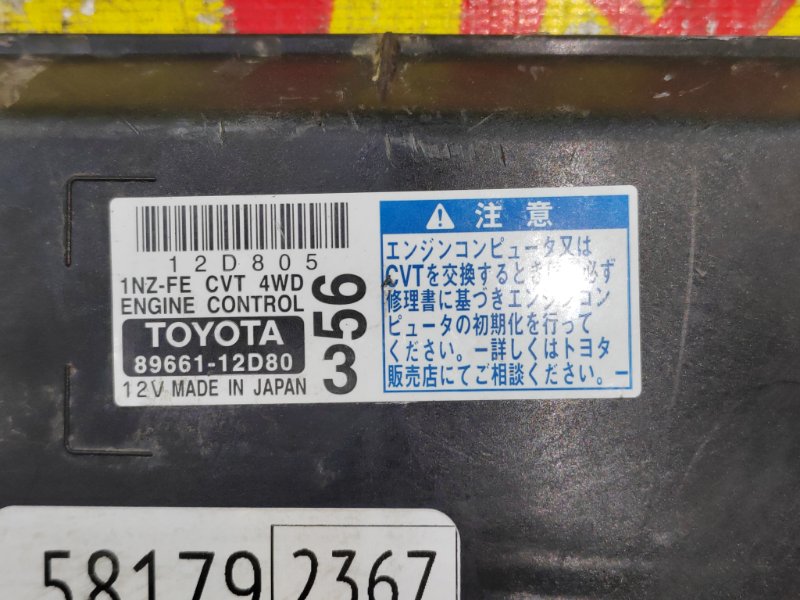 12D805
1NZ-FE CVT 4WD
ENGINE CONTROL
TOYOTA
89661-12D80
12V MADE IN JAPAN
356
注意
エンジンコンピュータ又は
CVTを交換するときは必ず
修理書に基づきエンジンコン
ピュータの初期化を行って
ください。ー詳しくはトヨタ
販売店にてご相談ください。ー
58179 2367